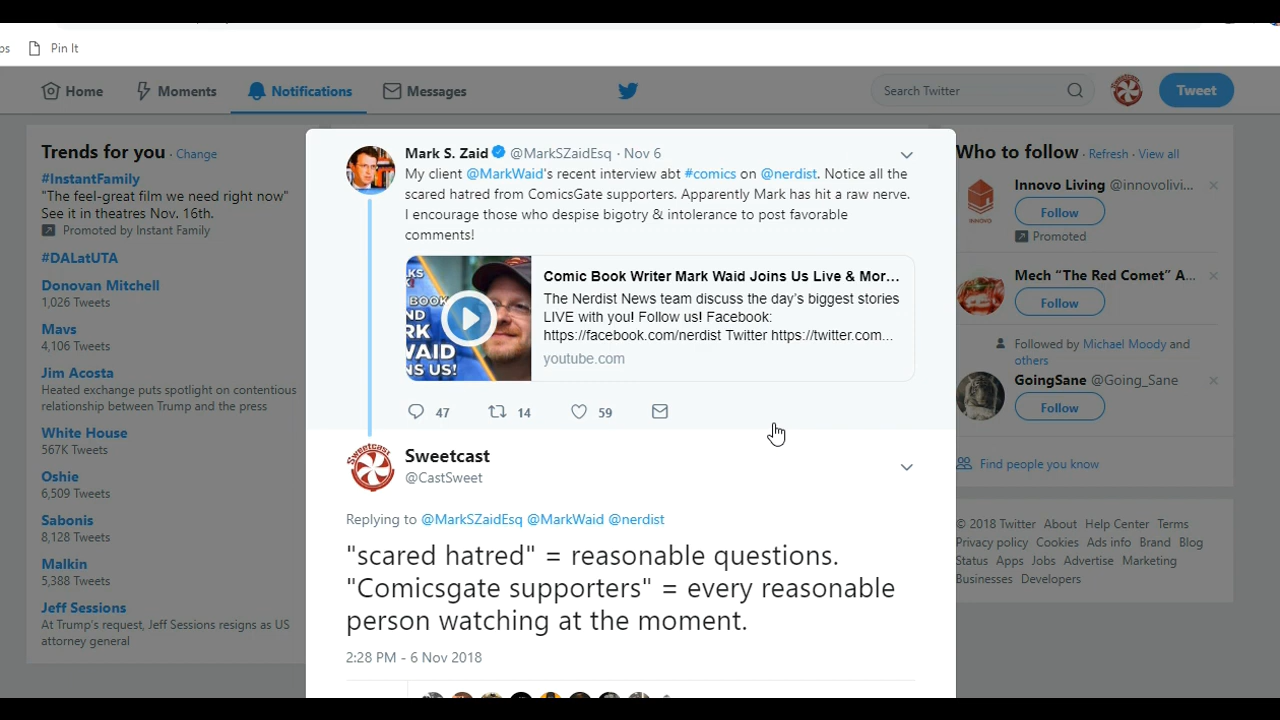 Pin It
Home
Moments
Notifications
Messages
Search Twitter
Tweet
Trends for you · Change
#InstantFamily
"The feel-great film we need right now"
See it in theatres Nov. 16th.
Promoted by Instant Family
#DALatUTA
Donovan Mitchell
1,026 Tweets
Mavs
4,106 Tweets
Jim Acosta
Heated exchange puts spotlight on contentious
relationship between Trump and the press
White House
567K Tweets
Oshie
6,509 Tweets
Sabonis
8,128 Tweets
Malkin
5,388 Tweets
Jeff Sessions
At Trump's request, Jeff Sessions resigns as US
attorney general
Mark S. Zaid @MarkSZaidEsq · Nov 6
My client @MarkWaid's recent interview abt #comics on @nerdist. Notice all the
scared hatred from ComicsGate supporters. Apparently Mark has hit a raw nerve.
I encourage those who despise bigotry & intolerance to post favorable
comments!
Comic Book Writer Mark Waid Joins Us Live & Mor...
The Nerdist News team discuss the day's biggest stories
LIVE with you! Follow us! Facebook:
https://facebook.com/nerdist Twitter https://twitter.com...
youtube.com
47 14 59
Sweetcast
@CastSweet
Replying to @MarkSZaidEsq @MarkWaid @nerdist
"scared hatred" = reasonable questions.
"Comicsgate supporters" = every reasonable
person watching at the moment.
2:28 PM - 6 Nov 2018
Who to follow · Refresh · View all
Innovo Living @innovolivi...
Follow
Promoted
Mech "The Red Comet" A...
Follow
Followed by Michael Moody and
others
GoingSane @Going_Sane
Follow
Find people you know
© 2018 Twitter About Help Center Terms
Privacy policy Cookies Ads info Brand Blog
Status Apps Jobs Advertise Marketing
Businesses Developers